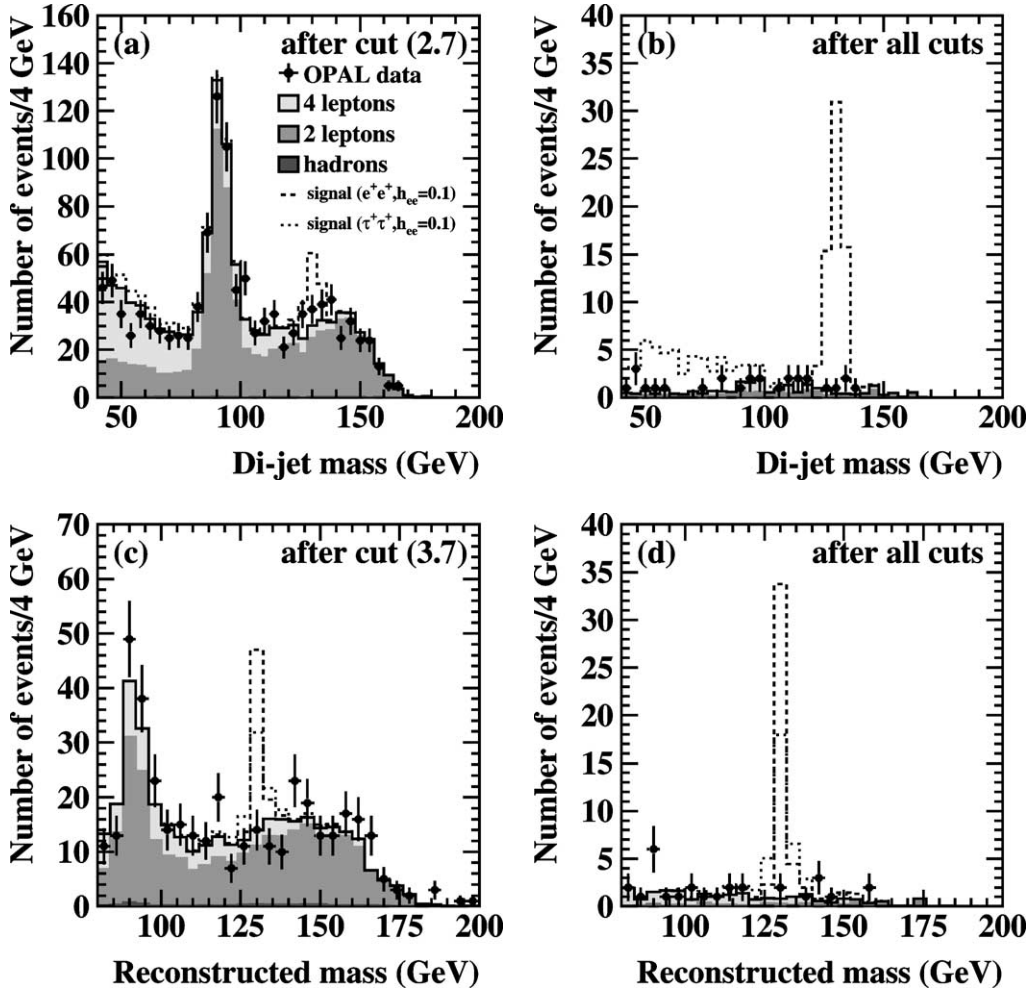 Number of events/4 GeV
160
140
120
100
80
60
40
20
0
(a) after cut (2.7)
OPAL data
4 leptons
2 leptons
hadrons
signal (e⁺e⁺,hₑₑ=0.1)
signal (τ⁺τ⁺,hₑₑ=0.1)
50 100 150 200
Di-jet mass (GeV)
Number of events/4 GeV
40
35
30
25
20
15
10
5
0
(b) after all cuts
50 100 150 200
Di-jet mass (GeV)
Number of events/4 GeV
70
60
50
40
30
20
10
0
(c) after cut (3.7)
100 125 150 175 200
Reconstructed mass (GeV)
Number of events/4 GeV
40
35
30
25
20
15
10
5
0
(d) after all cuts
100 125 150 175 200
Reconstructed mass (GeV)